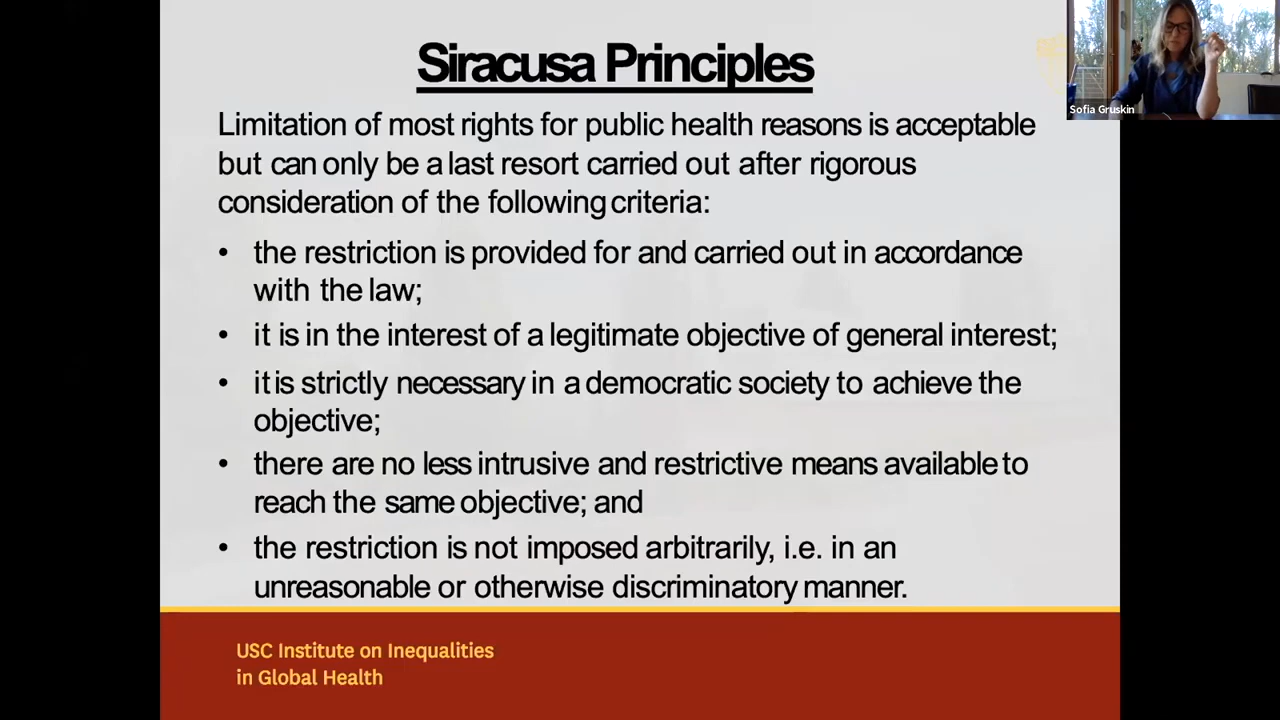 Siracusa Principles
Sofia Gruskin
Limitation of most rights for public health reasons is acceptable
but can only be a last resort carried out after rigorous
consideration of the following criteria:
• the restriction is provided for and carried out in accordance
with the law;
• it is in the interest of a legitimate objective of general interest;
• it is strictly necessary in a democratic society to achieve the
objective;
• there are no less intrusive and restrictive means available to
reach the same objective; and
• the restriction is not imposed arbitrarily, i.e. in an
unreasonable or otherwise discriminatory manner.
USC Institute on Inequalities
in Global Health